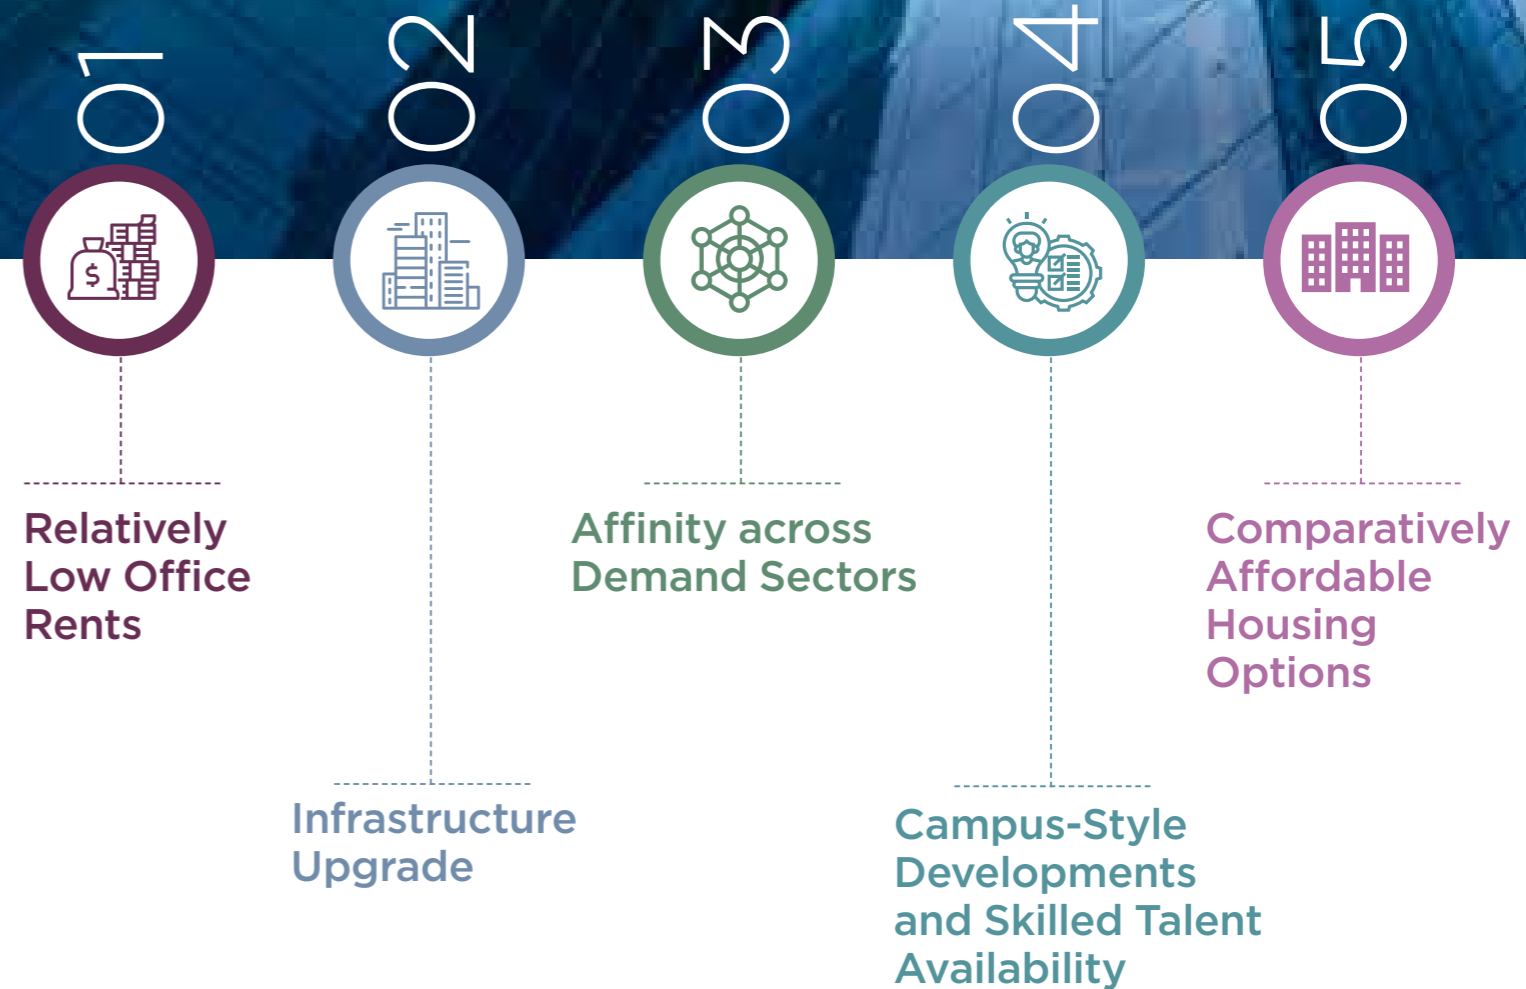 01
02
03
04
05
$
Relatively
Low Office
Rents
Infrastructure
Upgrade
Affinity across
Demand Sectors
Campus-Style
Developments
and Skilled Talent
Availability
Comparatively
Affordable
Housing
Options